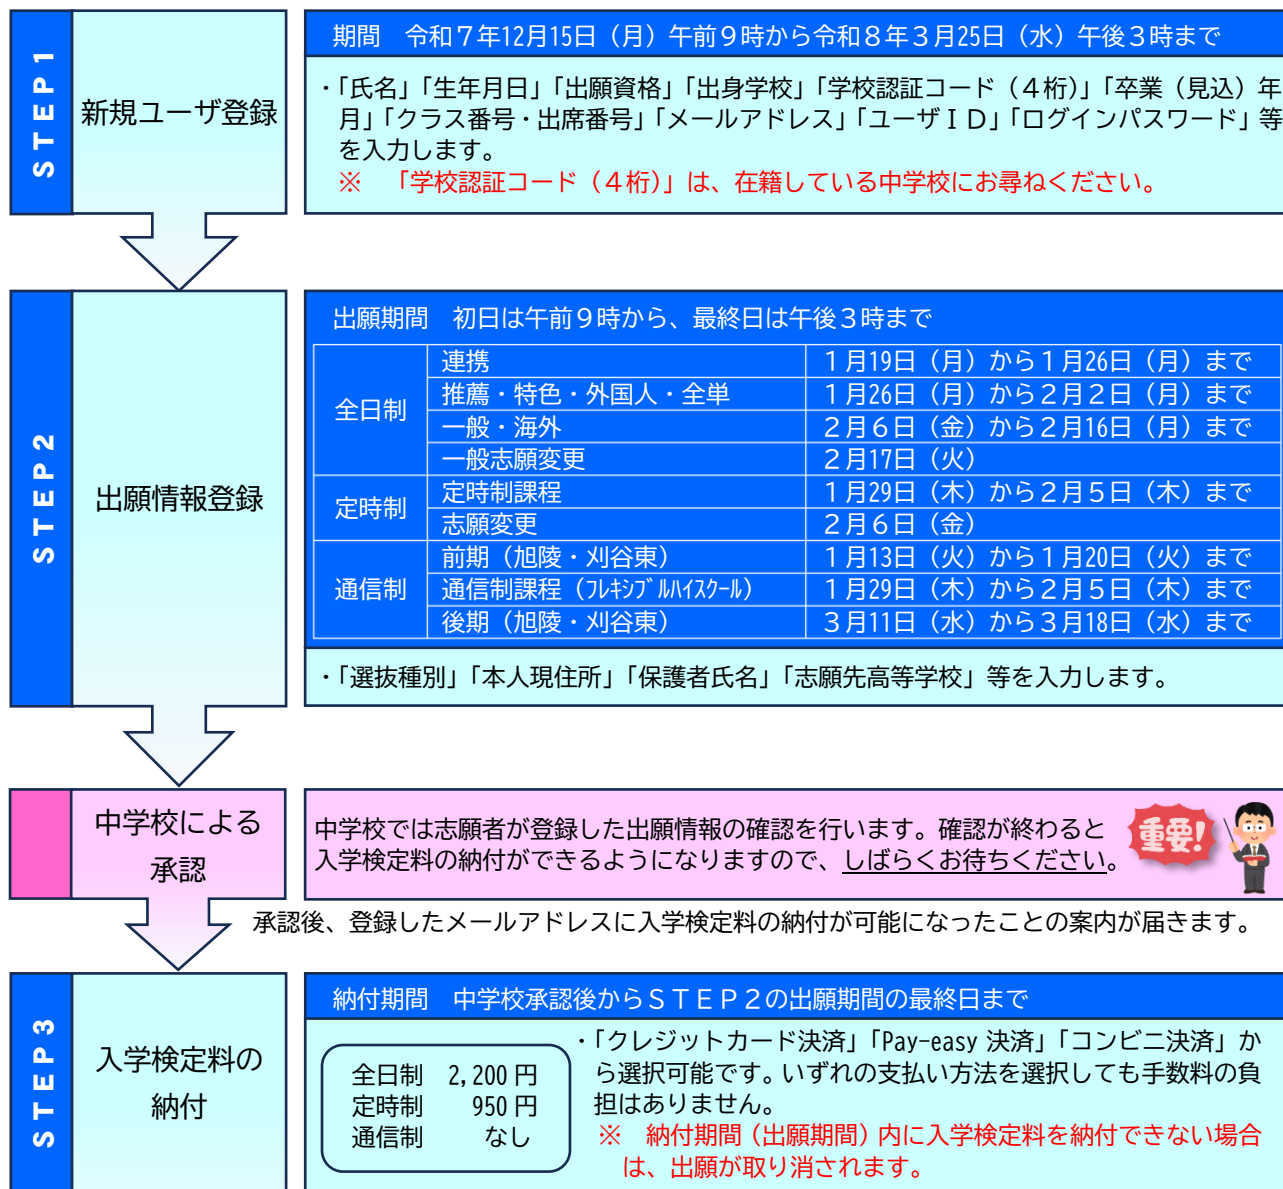 STEP1
新規ユーザ登録
期間　令和７年12月15日（月）午前９時から令和８年３月25日（水）午後３時まで
・「氏名」「生年月日」「出願資格」「出身学校」「学校認証コード（４桁）」「卒業（見込）年
月」「クラス番号・出席番号」「メールアドレス」「ユーザＩＤ」「ログインパスワード」等
を入力します。
※　「学校認証コード（４桁）」は、在籍している中学校にお尋ねください。
STEP2
出願情報登録
出願期間　初日は午前９時から、最終日は午後３時まで
全日制
連携　１月19日（月）から１月26日（月）まで
推薦・特色・外国人・全単　１月26日（月）から２月２日（月）まで
一般・海外　２月６日（金）から２月16日（月）まで
一般志願変更　２月17日（火）
定時制
定時制課程　１月29日（木）から２月５日（木）まで
志願変更　２月６日（金）
通信制
前期（旭陵・刈谷東）　１月13日（火）から１月20日（火）まで
通信制課程（ﾌﾚｷｼﾌﾞﾙﾊｲｽｸｰﾙ）　１月29日（木）から２月５日（木）まで
後期（旭陵・刈谷東）　３月11日（水）から３月18日（水）まで
・「選抜種別」「本人現住所」「保護者氏名」「志願先高等学校」等を入力します。
中学校による
承認
中学校では志願者が登録した出願情報の確認を行います。確認が終わると
入学検定料の納付ができるようになりますので、しばらくお待ちください。
重要!
承認後、登録したメールアドレスに入学検定料の納付が可能になったことの案内が届きます。
STEP3
入学検定料の
納付
納付期間　中学校承認後からＳＴＥＰ２の出願期間の最終日まで
全日制　2,200円
定時制　950円
通信制　なし
・「クレジットカード決済」「Pay-easy 決済」「コンビニ決済」か
ら選択可能です。いずれの支払い方法を選択しても手数料の負
担はありません。
※　納付期間（出願期間）内に入学検定料を納付できない場合
は、出願が取り消されます。